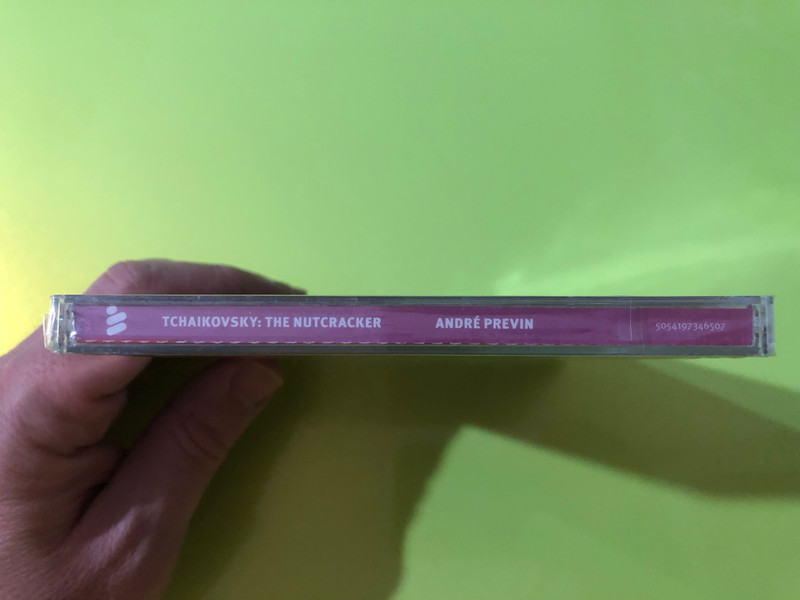 TCHAIKOVSKY: THE NUTCRACKER ANDRÉ PREVIN 5054197346507